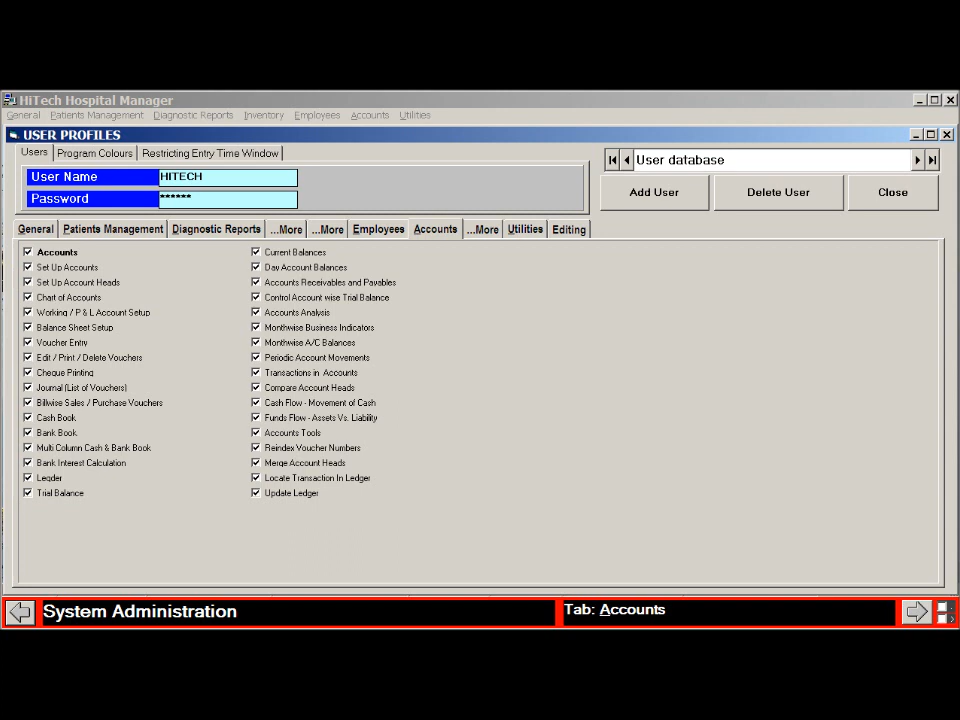 HiTech Hospital Manager
General Patients Management Diagnostic Reports Inventory Employees Accounts Utilities
USER PROFILES
Users Program Colours Restricting Entry Time Window
User Name HITECH
Password ******
User database
Add User Delete User Close
General Patients Management Diagnostic Reports ...More ...More Employees Accounts ...More Utilities Editing
Accounts
Set Up Accounts
Set Up Account Heads
Chart of Accounts
Working / P & L Account Setup
Balance Sheet Setup
Voucher Entry
Edit / Print / Delete Vouchers
Cheque Printing
Journal (List of Vouchers)
Billwise Sales / Purchase Vouchers
Cash Book
Bank Book
Multi Column Cash & Bank Book
Bank Interest Calculation
Legder
Trial Balance
Current Balances
Day Account Balances
Accounts Receivables and Payables
Control Account wise Trial Balance
Accounts Analysis
Monthwise Business Indicators
Monthwise A/C Balances
Periodic Account Movements
Transactions in Accounts
Compare Account Heads
Cash Flow - Movement of Cash
Funds Flow - Assets Vs. Liability
Accounts Tools
Reindex Voucher Numbers
Merge Account Heads
Locate Transaction In Ledger
Update Ledger
System Administration
Tab: Accounts